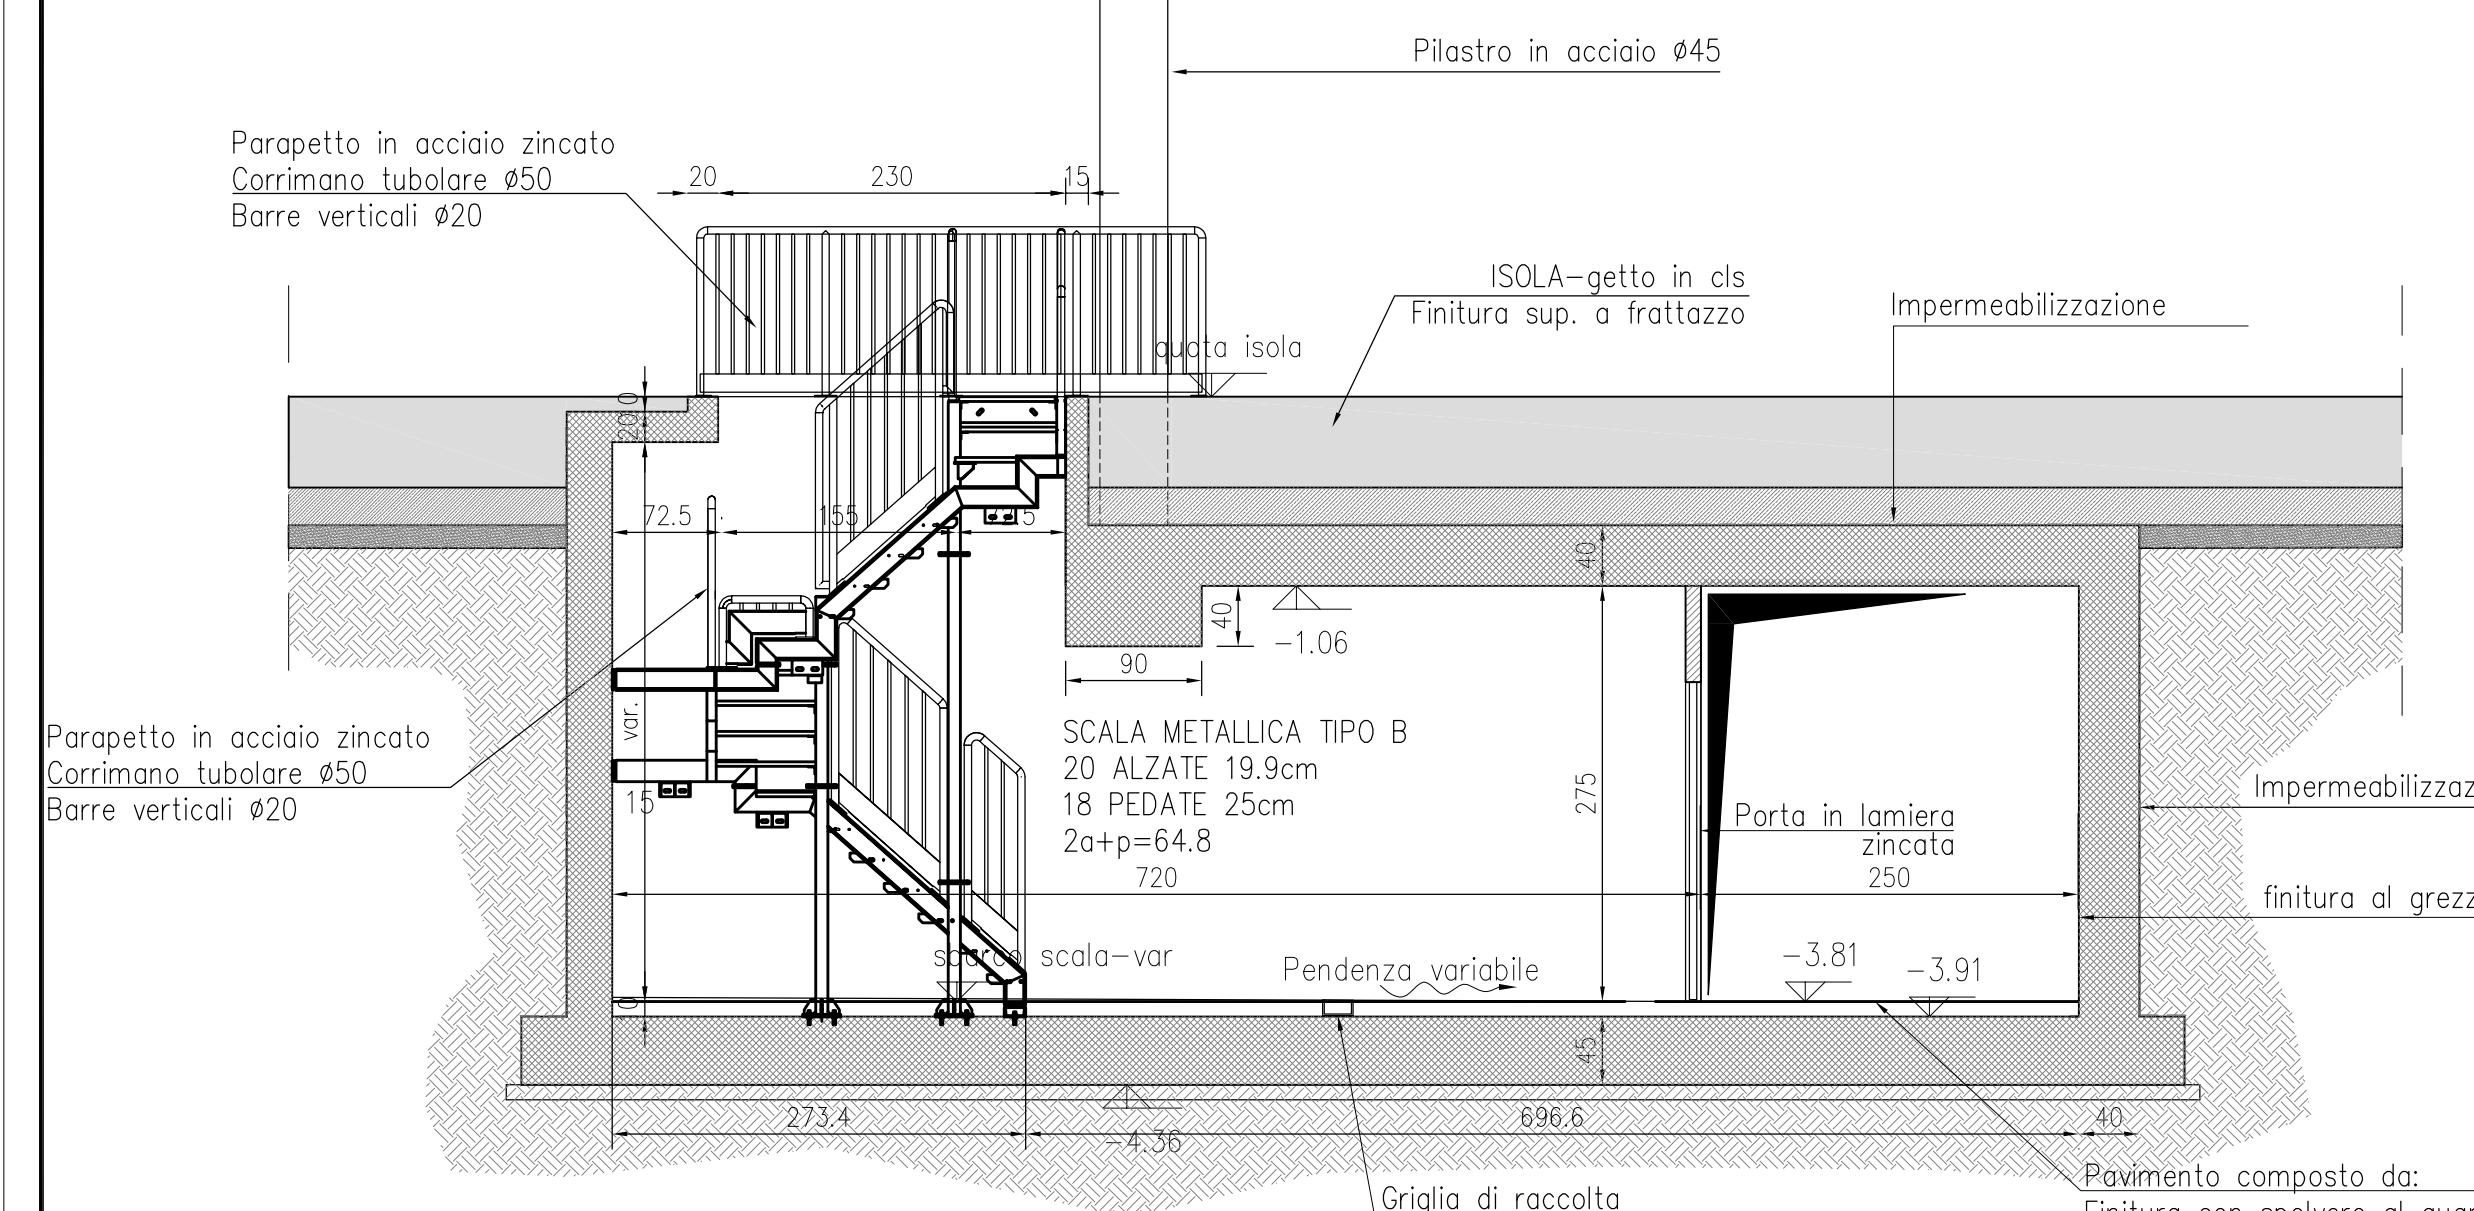 Pilastro in acciaio ø45
Parapetto in acciaio zincato
Corrimano tubolare ø50
Barre verticali ø20
20
230
15
ISOLA-getto in cls
Finitura sup. a frattazzo
Impermeabilizzazione
quota isola
20
0
72.5
155
40
40
-1.06
90
var.
Parapetto in acciaio zincato
Corrimano tubolare ø50
Barre verticali ø20
15
SCALA METALLICA TIPO B
20 ALZATE 19.9cm
18 PEDATE 25cm
2a+p=64.8
275
Porta in lamiera
zincata
Impermeabilizzaz
720
250
finitura al grezz
scala-var
Pendenza variabile
-3.81
-3.91
0
45
273.4
696.6
40
-4.36
Pavimento composto da:
Griglia di raccolta